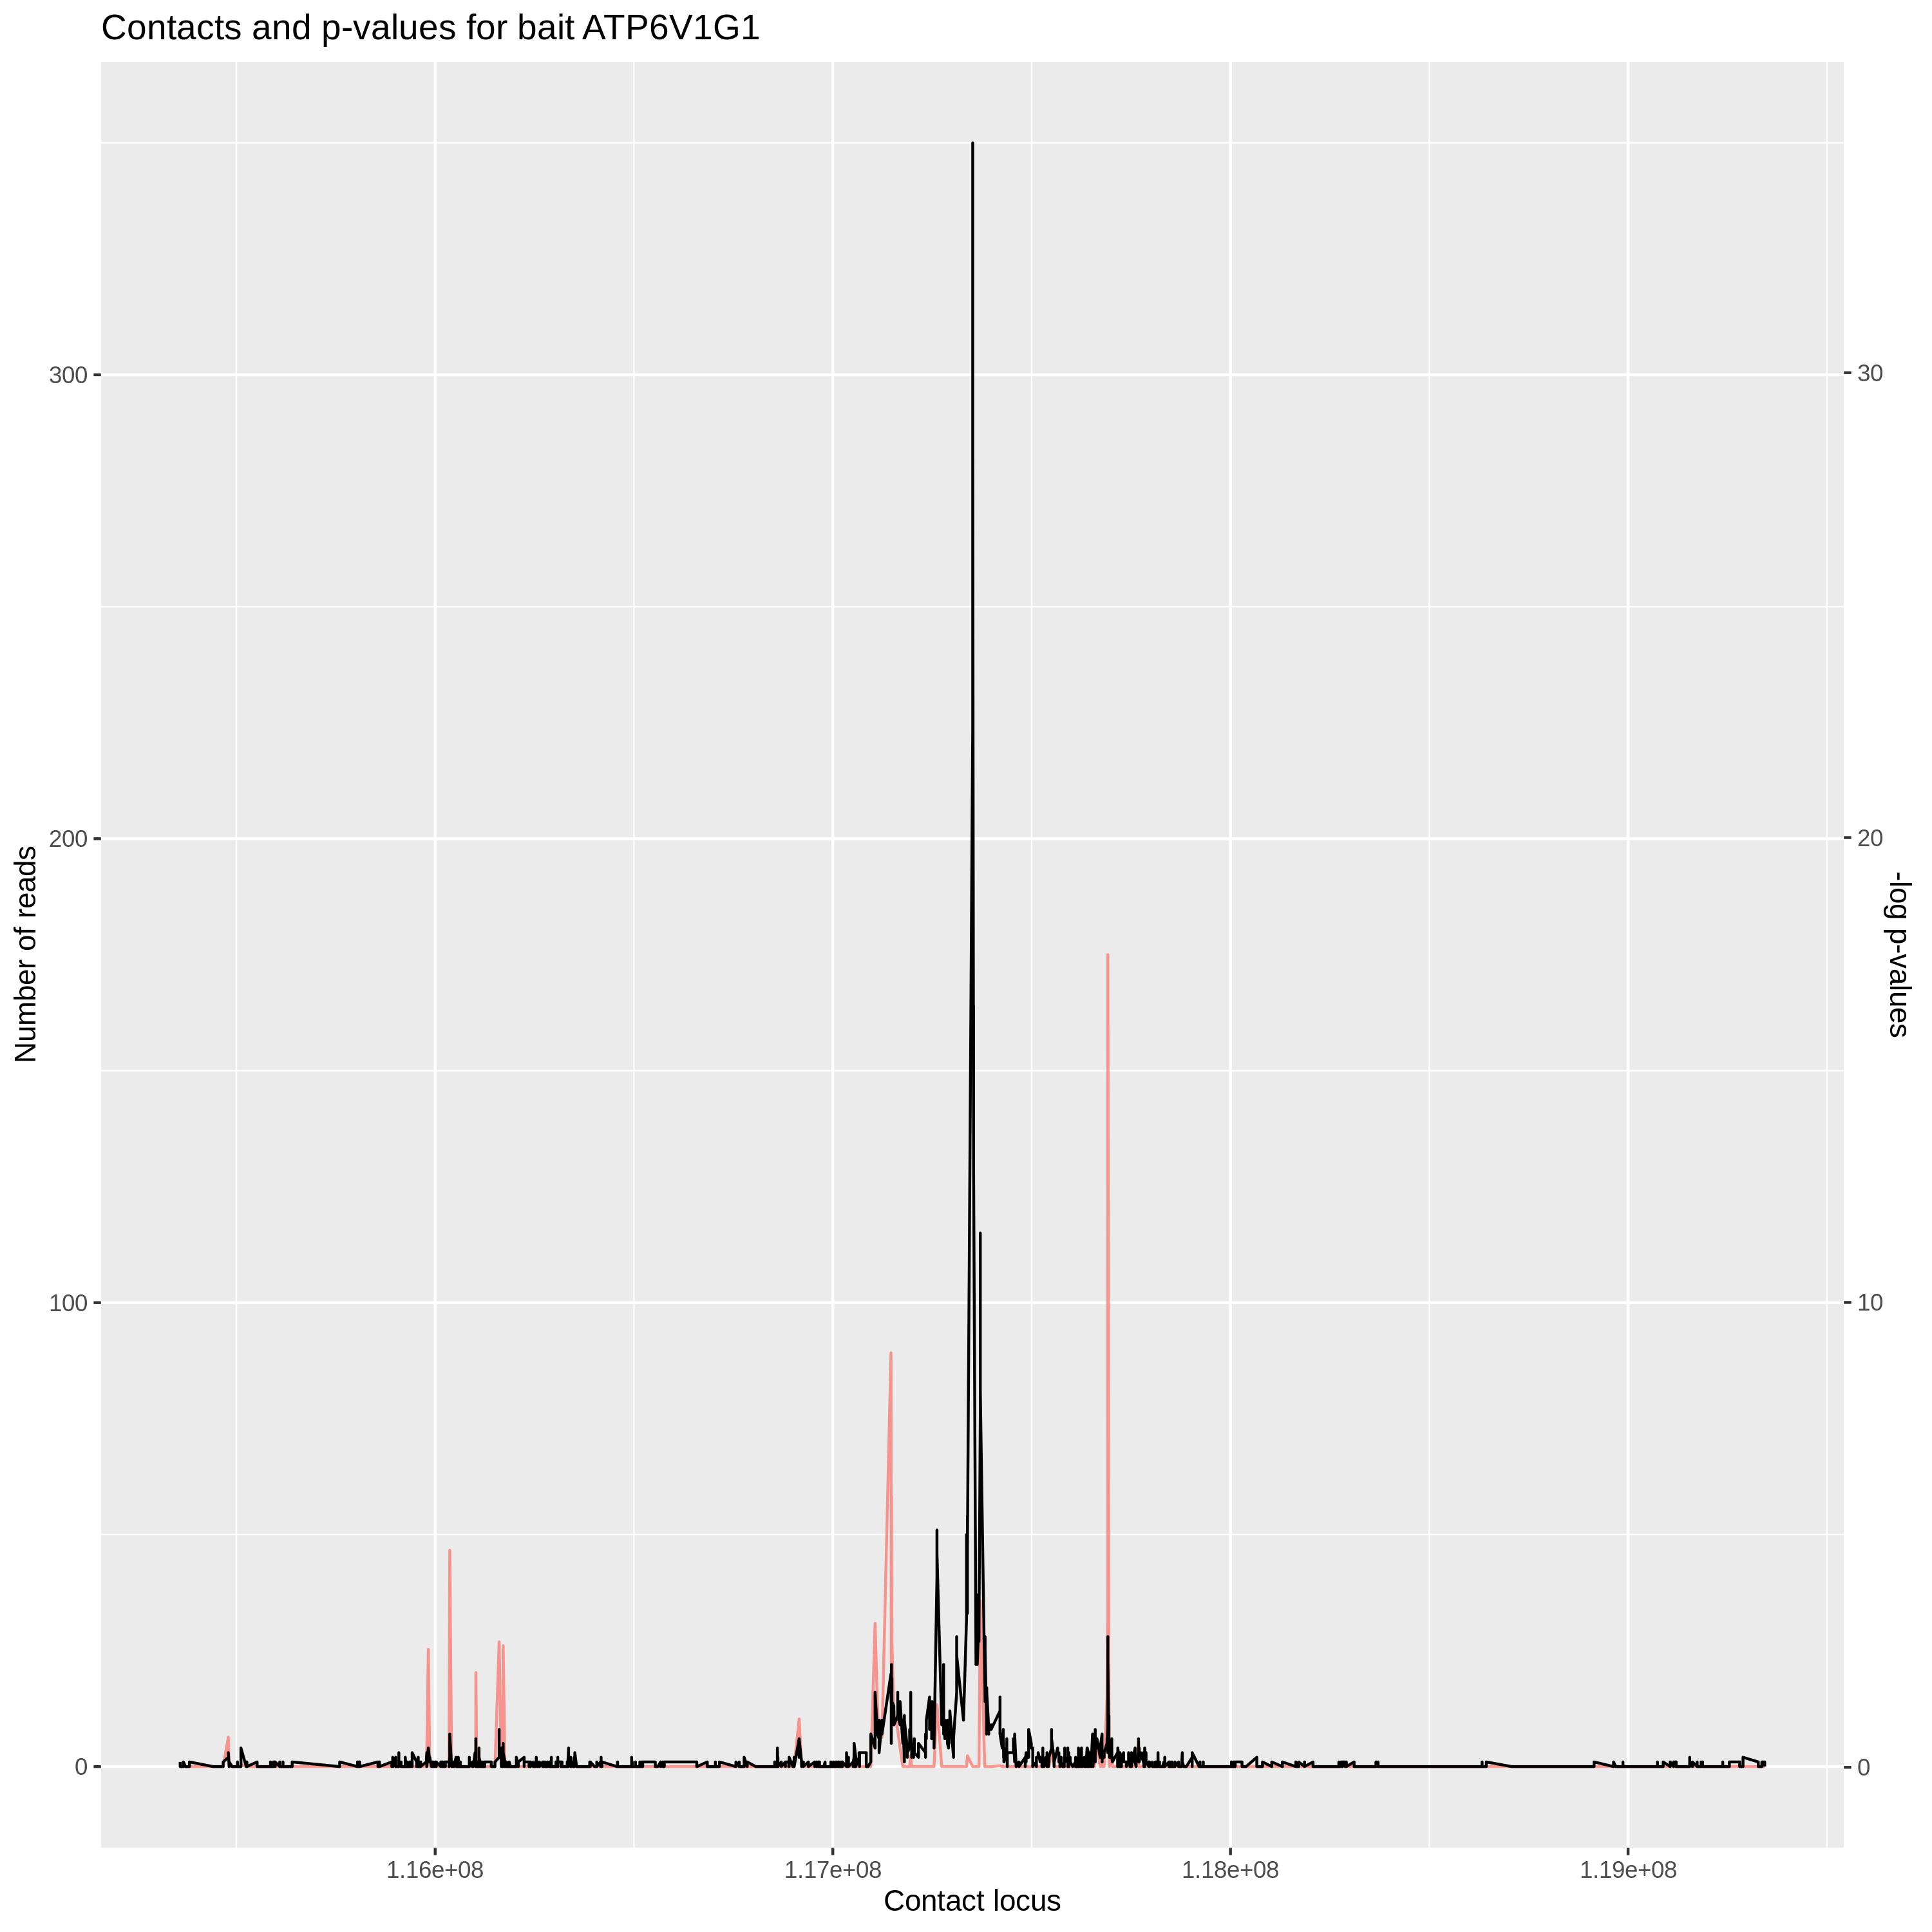 Contacts and p-values for bait ATP6V1G1
Number of reads
300
200
100
0
30
20
10
0
-log p-values
1.16e+08
1.17e+08
1.18e+08
1.19e+08
Contact locus